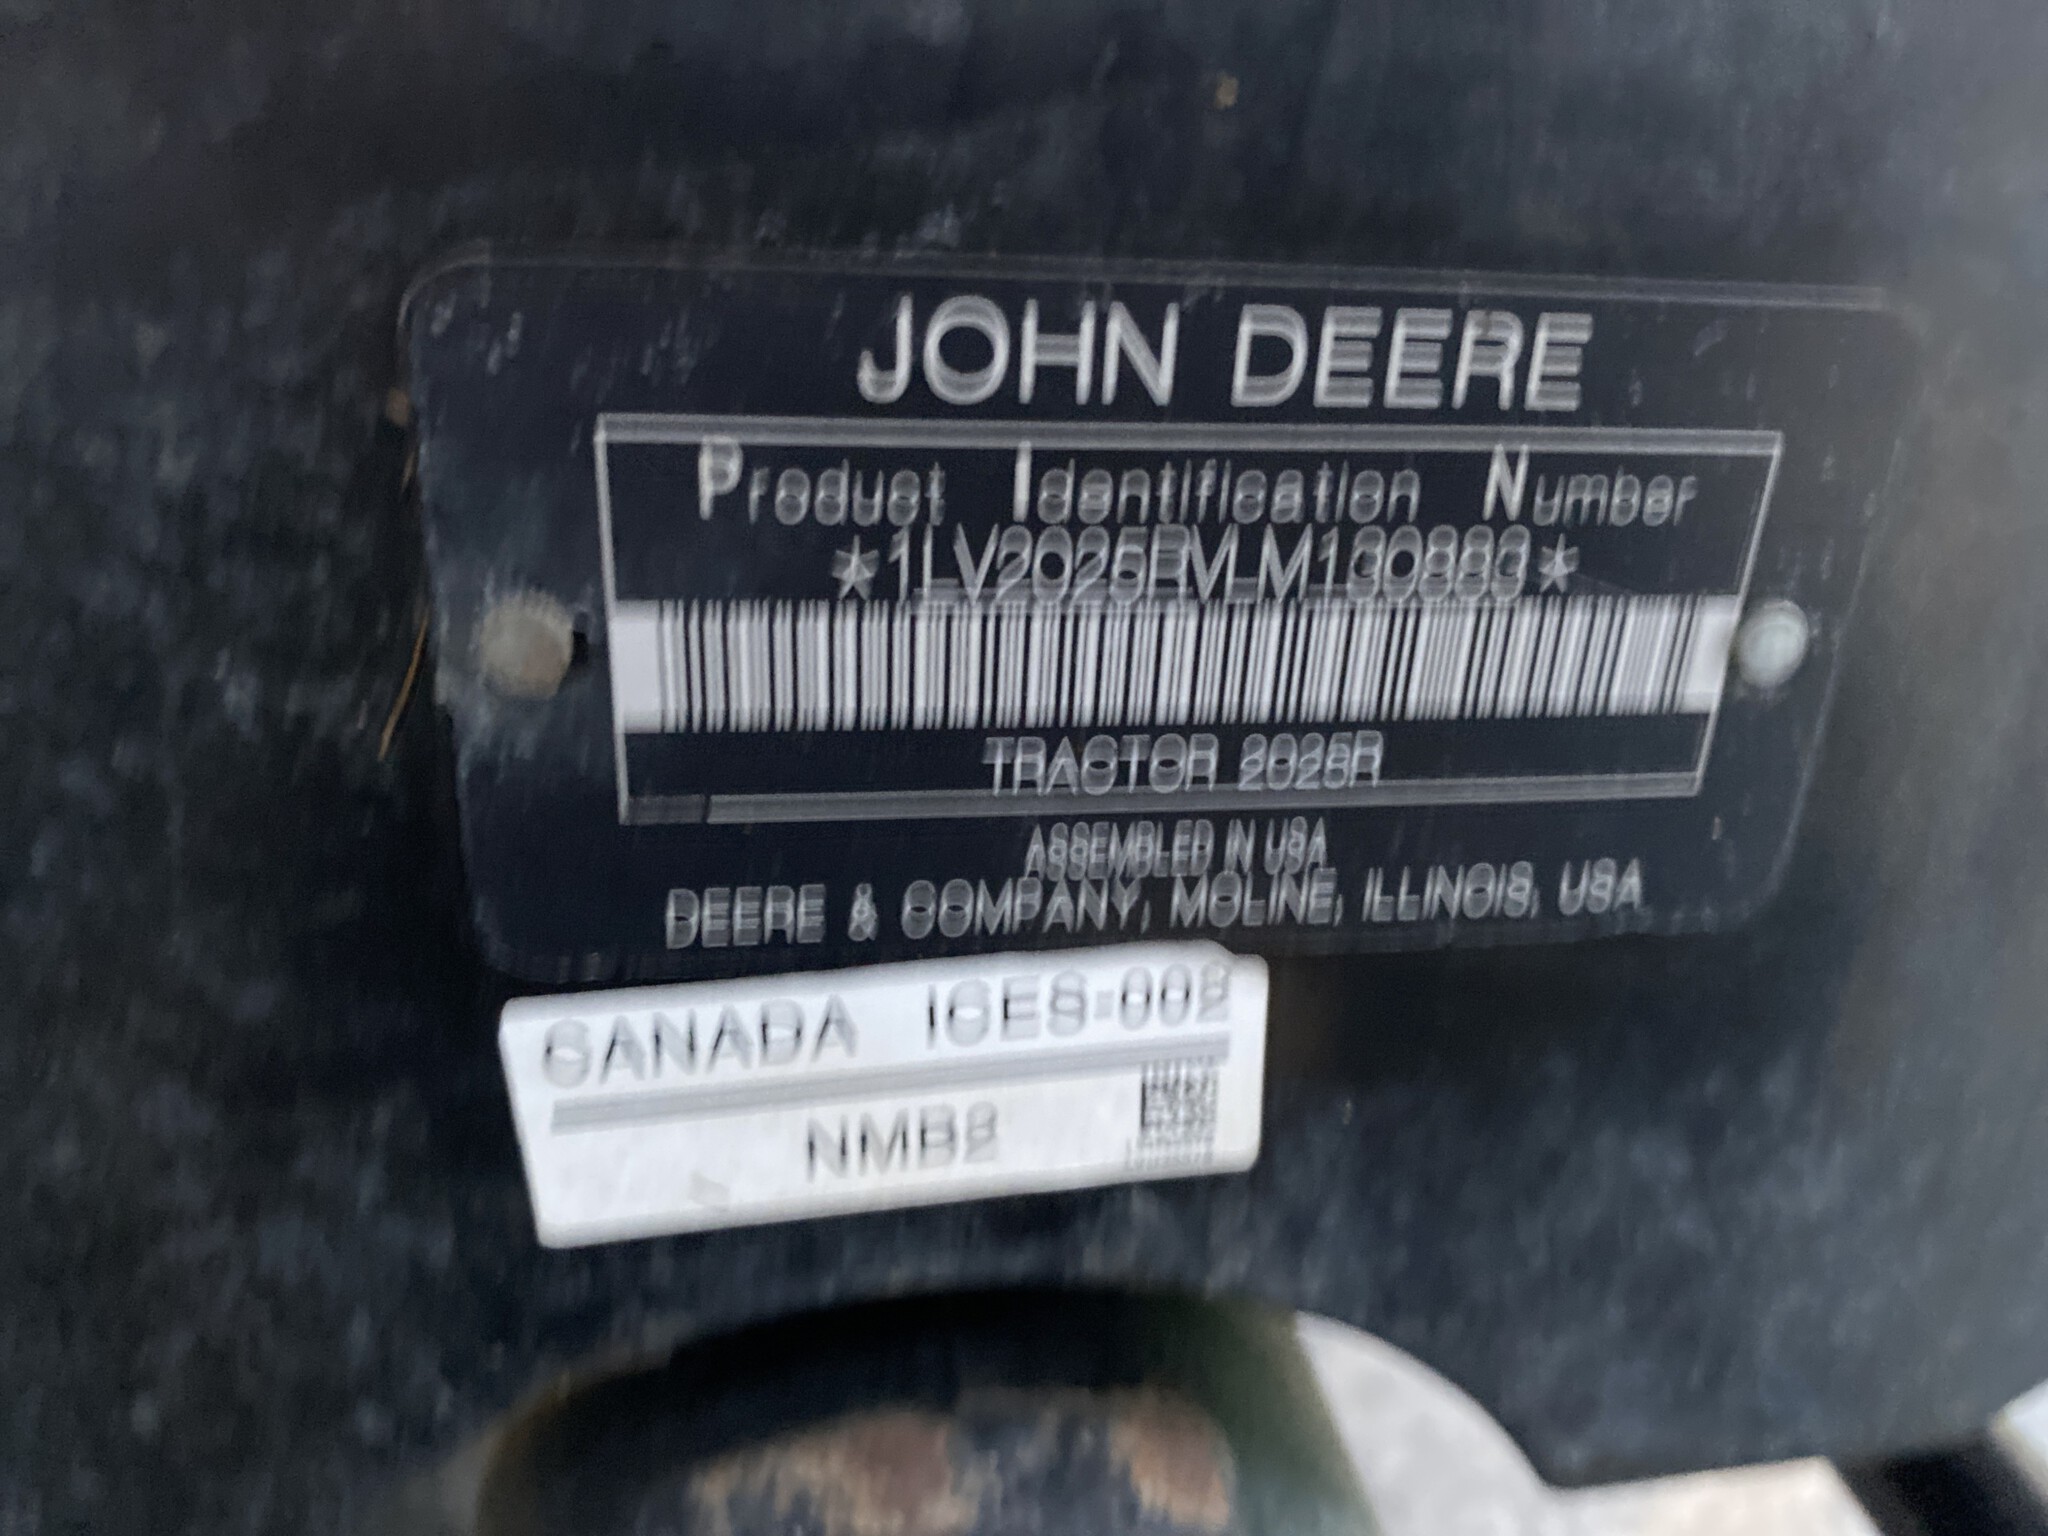 JOHN DEERE
Product Identification Number
TRACTOR 2025R
ASSEMBLED IN USA
DEERE & COMPANY, MOLINE, ILLINOIS, USA
CANADA ICES-002
NMB2